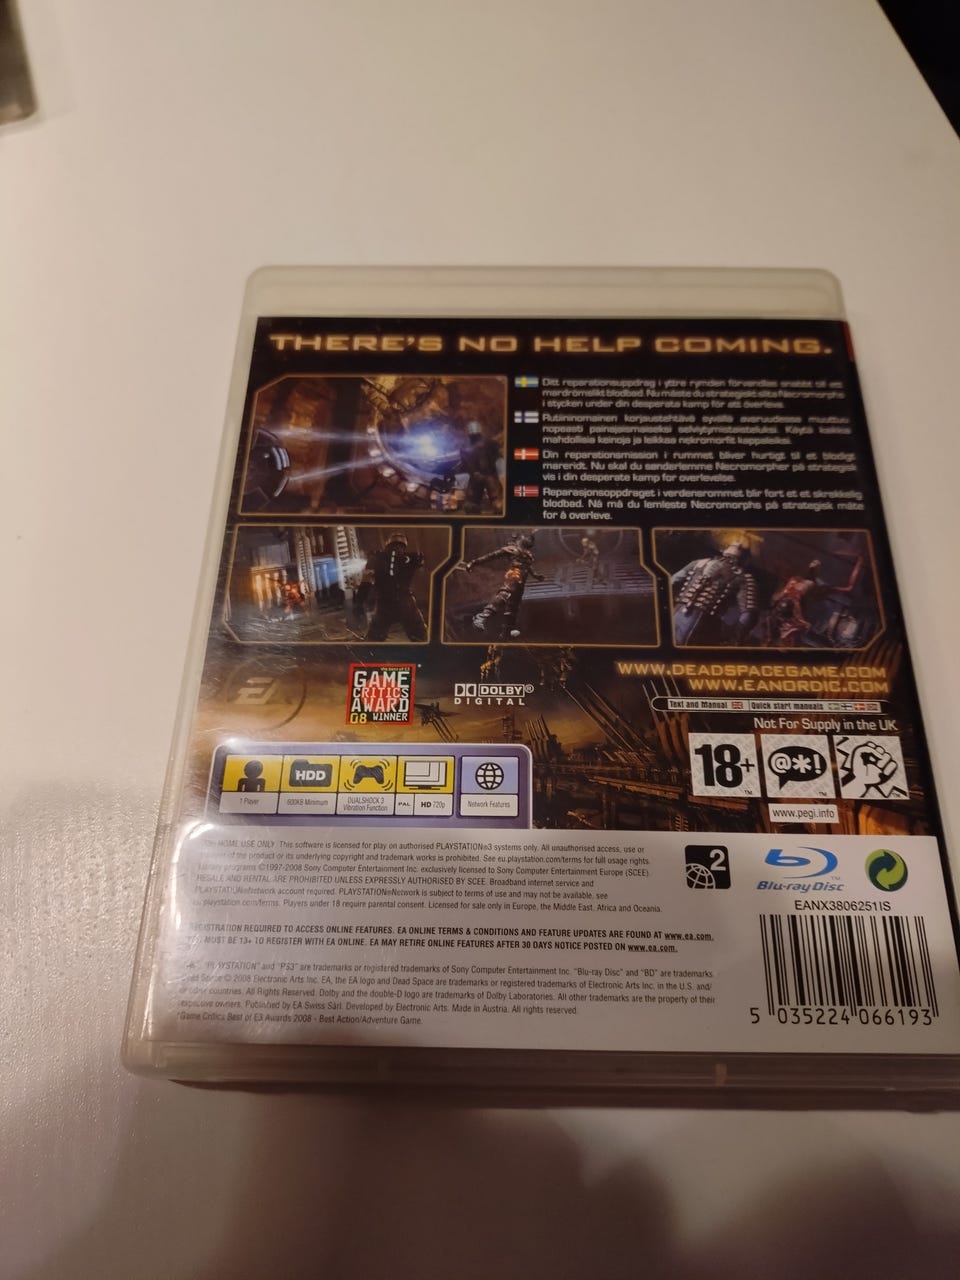 THERE'S NO HELP COMING.
Ditt reparationsuppdrag i yttre rymden förvandlas snabbt till ett
mardrömslikt blodbad. Nu måste du strategiskt slita Necromorphs
i stycken under din desperata kamp för att överleva.
Rutiininomainen korjaustehtävä syvällä avaruudessa muuttuu
nopeasti painajaismaiseksi selviytymistaisteluksi. Käytä kaikkia
mahdollisia keinoja ja leikkaa nekromorfit kappaleiksi.
Din reparationsmission i rummet bliver hurtigt til et blodigt
mareridt. Nu skal du sønderlemme Necromorpher på strategisk
vis i din desperate kamp for overlevelse.
Reparasjonsoppdraget i verdensrommet blir fort et et skrekkelig
blodbad. Nå må du lemleste Necromorphs på strategisk måte
for å overleve.
the best of E3
GAME
CRITICS
AWARD
08 WINNER
DOLBY®
DIGITAL
WWW.DEADSPACEGAME.COM
WWW.EANORDIC.COM
Text and Manual
Quick start manuals
Not For Supply in the UK
18+
@*!
www.pegi.info
HDD
1 Player
600KB Minimum
DUALSHOCK 3
Vibration Function
PAL
HD 720p
Network Features
HOME USE ONLY. This software is licensed for play on authorised PLAYSTATION®3 systems only. All unauthorised access, use or
transfer of the product or its underlying copyright and trademark works is prohibited. See eu.playstation.com/terms for full usage rights.
Library programs ©1997-2008 Sony Computer Entertainment Inc. exclusively licensed to Sony Computer Entertainment Europe (SCEE).
RESALE AND RENTAL ARE PROHIBITED UNLESS EXPRESSLY AUTHORISED BY SCEE. Broadband internet service and
PLAYSTATION®Network account required. PLAYSTATION®Network is subject to terms of use and may not be available, see
eu.playstation.com/terms. Players under 18 require parental consent. Licensed for sale only in Europe, the Middle East, Africa and Oceania.
REGISTRATION REQUIRED TO ACCESS ONLINE FEATURES. EA ONLINE TERMS & CONDITIONS AND FEATURE UPDATES ARE FOUND AT www.ea.com.
MUST BE 13+ TO REGISTER WITH EA ONLINE. EA MAY RETIRE ONLINE FEATURES AFTER 30 DAYS NOTICE POSTED ON www.ea.com.
"PLAYSTATION" and "PS3" are trademarks or registered trademarks of Sony Computer Entertainment Inc. "Blu-ray Disc" and "BD" are trademarks.
Dead Space © 2008 Electronic Arts Inc. EA, the EA logo and Dead Space are trademarks or registered trademarks of Electronic Arts Inc. in the U.S. and/
or other countries. All Rights Reserved. Dolby and the double-D logo are trademarks of Dolby Laboratories. All other trademarks are the property of their
respective owners. Published by EA Swiss Sàrl. Developed by Electronic Arts. Made in Austria. All rights reserved.
*Game Critics Best of E3 Awards 2008 - Best Action/Adventure Game.
2
Blu-ray Disc
EANX3806251IS
5 035224 066193